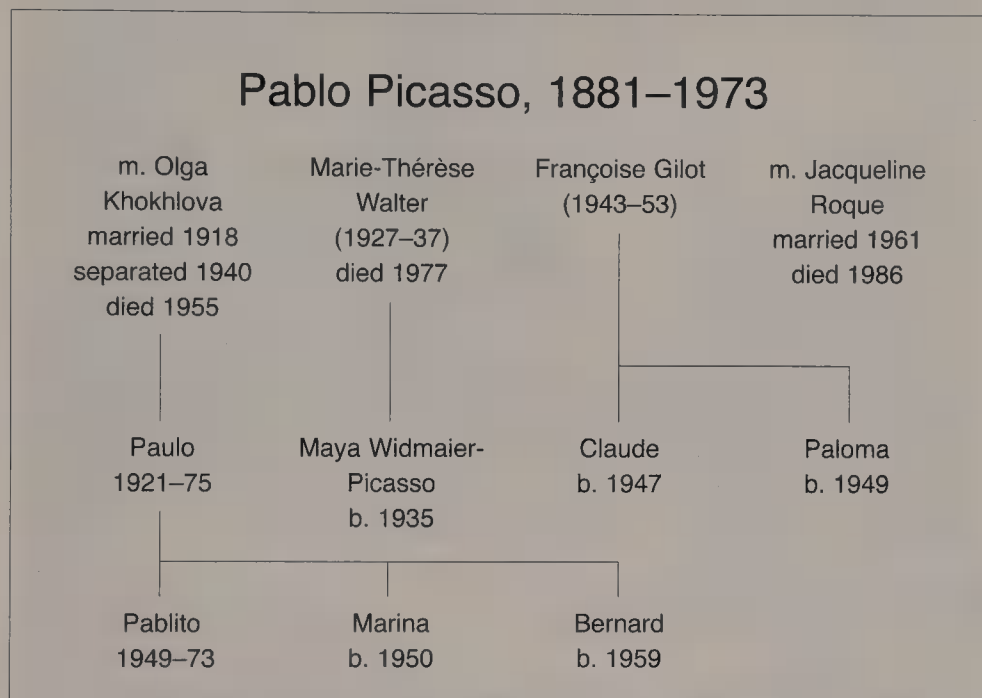 Pablo Picasso, 1881–1973
m. Olga
Khokhlova
married 1918
separated 1940
died 1955
Marie-Thérèse
Walter
(1927–37)
died 1977
Françoise Gilot
(1943–53)
m. Jacqueline
Roque
married 1961
died 1986
Paulo
1921–75
Maya Widmaier-
Picasso
b. 1935
Claude
b. 1947
Paloma
b. 1949
Pablito
1949–73
Marina
b. 1950
Bernard
b. 1959